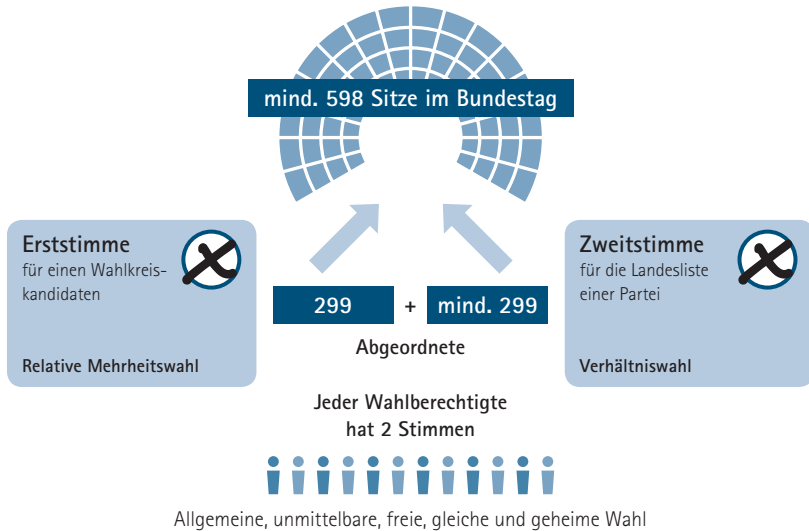 mind. 598 Sitze im Bundestag
Erststimme
für einen Wahlkreis-
kandidaten
Relative Mehrheitswahl
299 + mind. 299
Abgeordnete
Zweitstimme
für die Landesliste
einer Partei
Verhältniswahl
Jeder Wahlberechtigte
hat 2 Stimmen
Allgemeine, unmittelbare, freie, gleiche und geheime Wahl